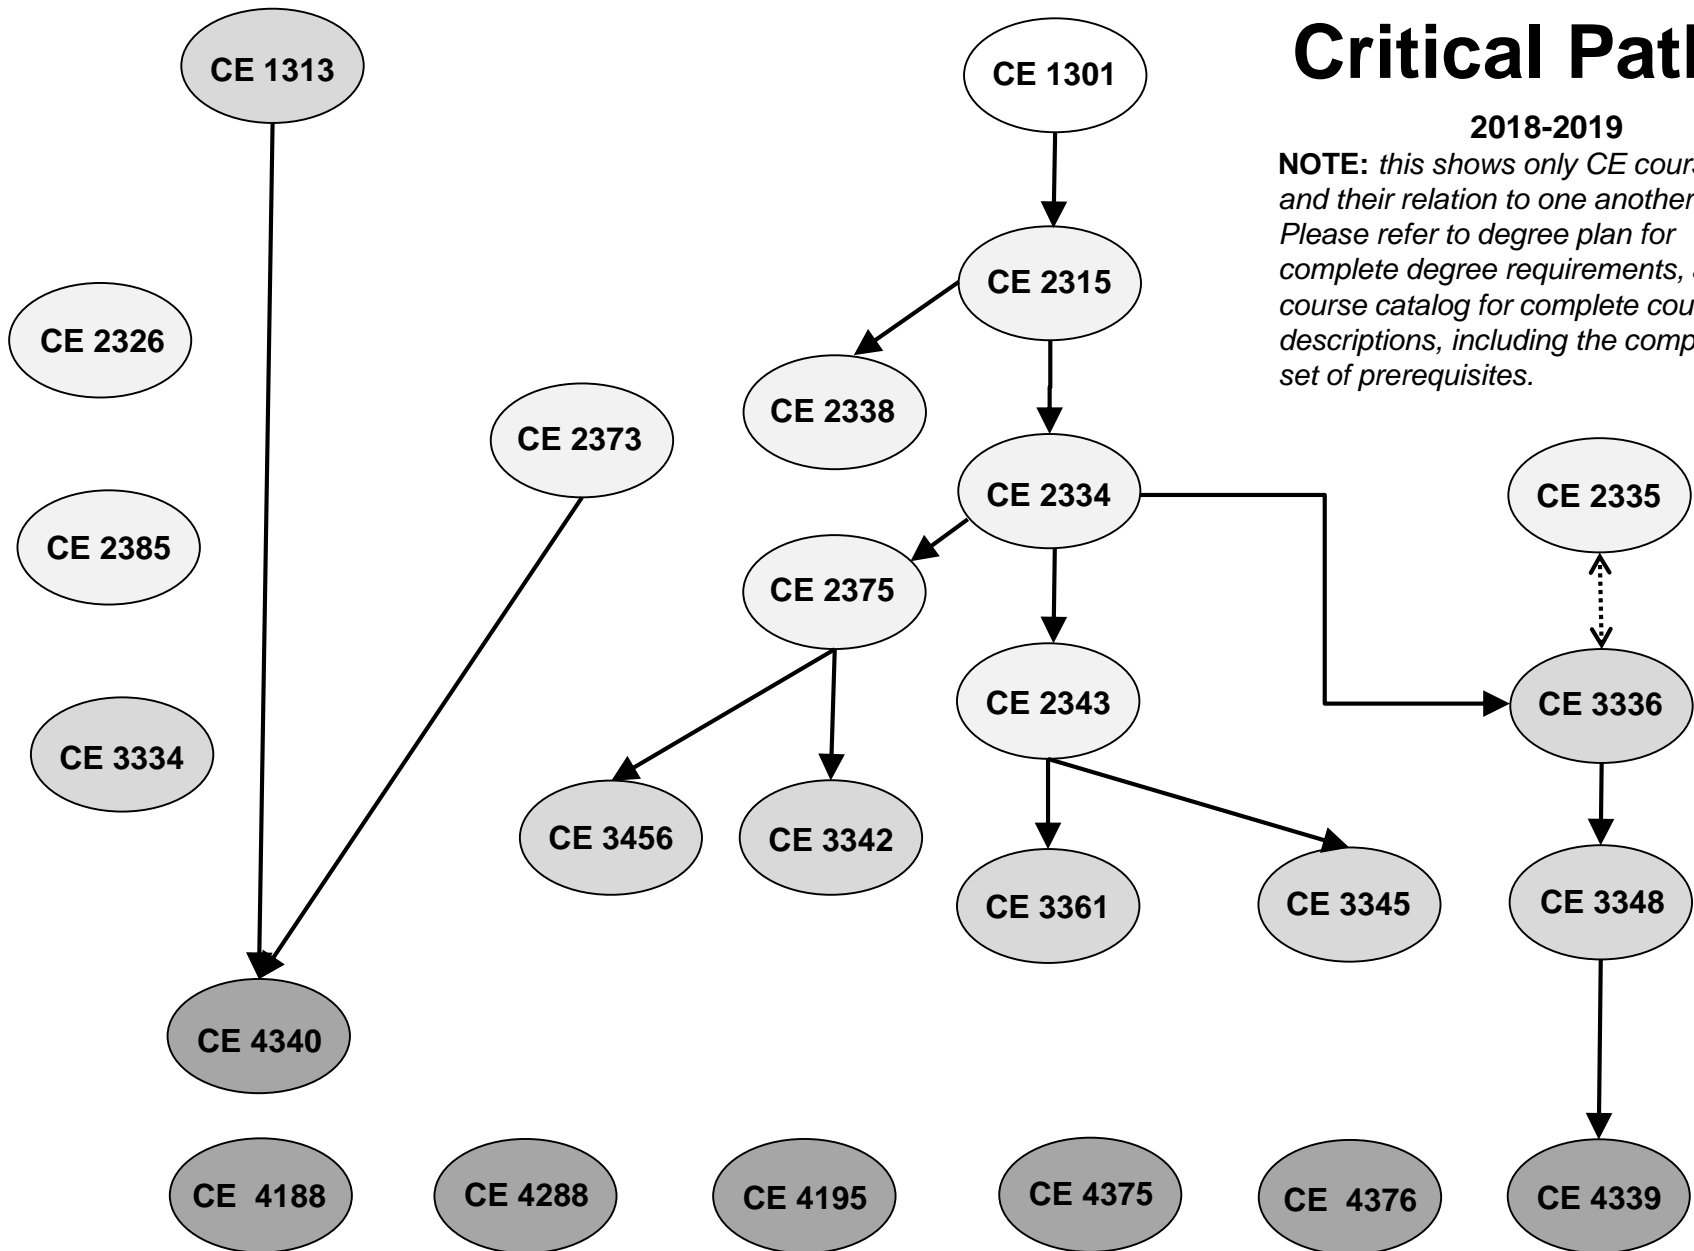 Critical Path
2018-2019
NOTE: this shows only CE cours
and their relation to one another
Please refer to degree plan for
complete degree requirements,
course catalog for complete cou
descriptions, including the comp
set of prerequisites.
CE 1313
CE 1301
CE 2315
CE 2326
CE 2338
CE 2373
CE 2334
CE 2335
CE 2385
CE 2375
CE 2343
CE 3336
CE 3334
CE 3456
CE 3342
CE 3361
CE 3345
CE 3348
CE 4340
CE  4188
CE 4288
CE 4195
CE 4375
CE  4376
CE 4339